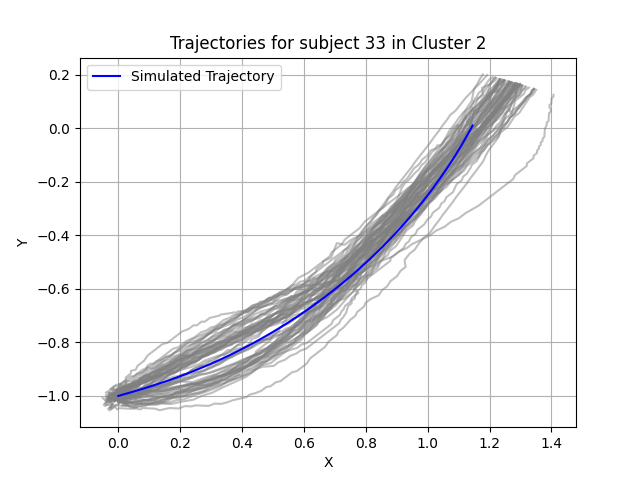 Trajectories for subject 33 in Cluster 2
Simulated Trajectory
0.2
0.0
−0.2
−0.4
−0.6
−0.8
−1.0
Y
0.0 0.2 0.4 0.6 0.8 1.0 1.2 1.4
X